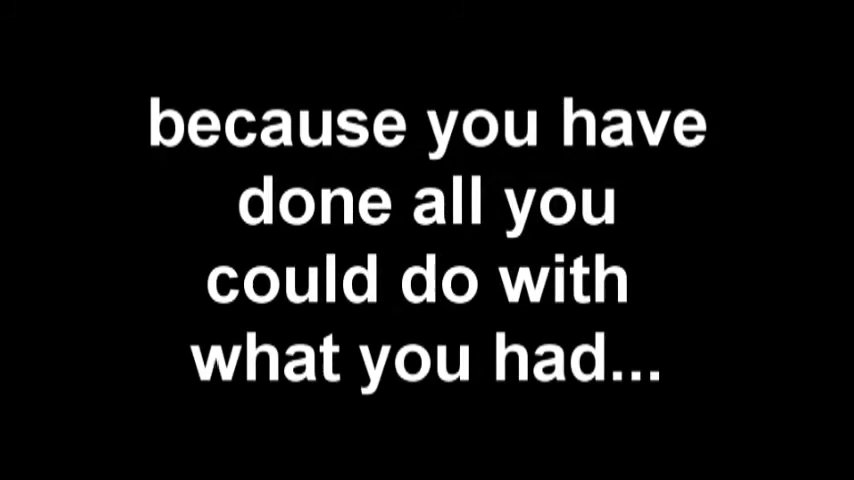 because you have
done all you
could do with
what you had...